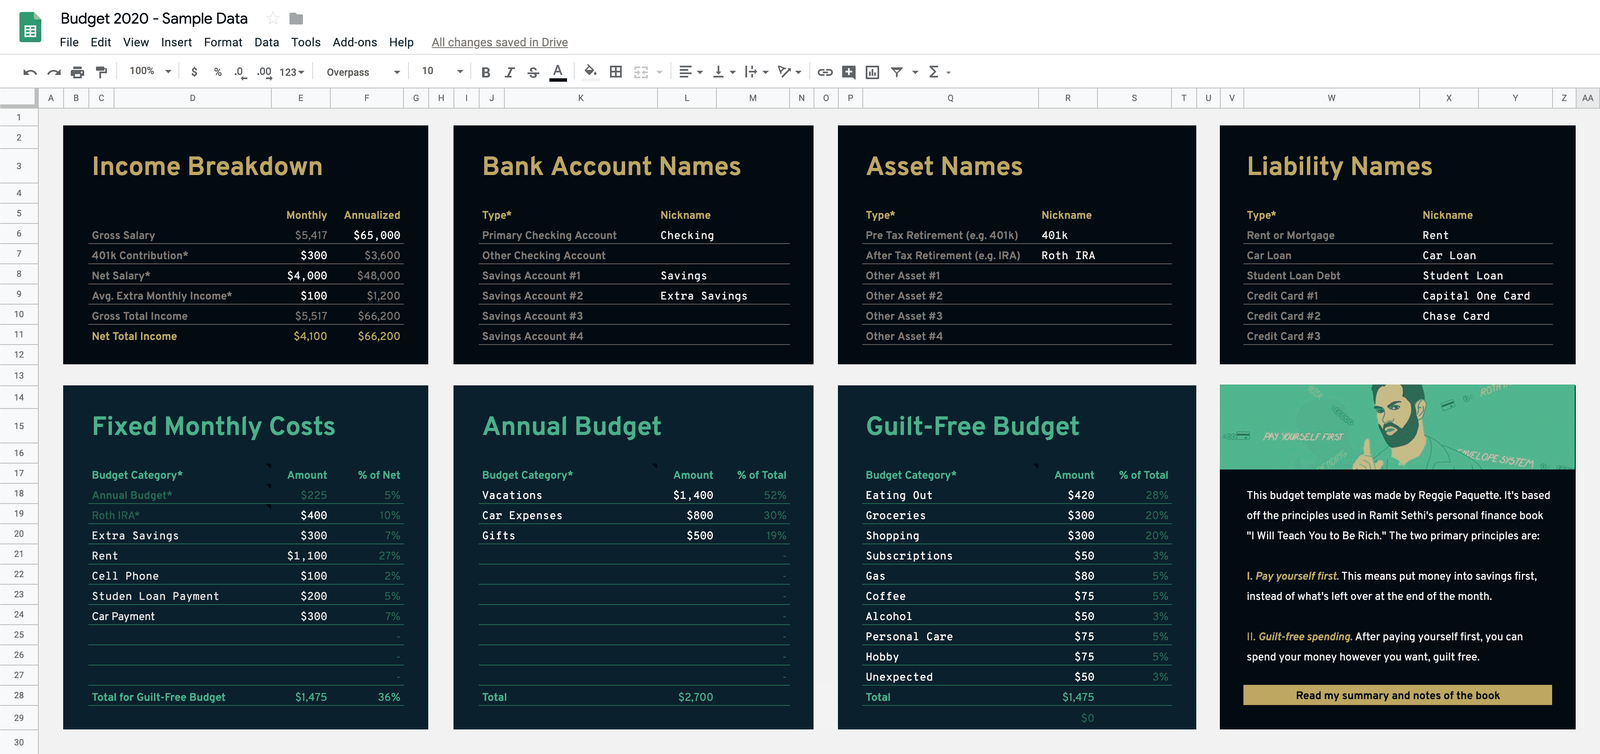 Budget 2020 - Sample Data
File Edit View Insert Format Data Tools Add-ons Help All changes saved in Drive
100% $ % .0 .00 123 Overpass 10 B I S A Σ
A B C D E F G H I J K L M N O P Q R S T U V W X Y Z AA
1
2
3
4
5
6
7
8
9
10
11
12
13
14
15
16
17
18
19
20
21
22
23
24
25
26
27
28
29
30
Income Breakdown
Monthly Annualized
Gross Salary $5,417 $65,000
401k Contribution* $300 $3,600
Net Salary* $4,000 $48,000
Avg. Extra Monthly Income* $100 $1,200
Gross Total Income $5,517 $66,200
Net Total Income $4,100 $66,200
Bank Account Names
Type* Nickname
Primary Checking Account Checking
Other Checking Account
Savings Account #1 Savings
Savings Account #2 Extra Savings
Savings Account #3
Savings Account #4
Asset Names
Type* Nickname
Pre Tax Retirement (e.g. 401k) 401k
After Tax Retirement (e.g. IRA) Roth IRA
Other Asset #1
Other Asset #2
Other Asset #3
Other Asset #4
Liability Names
Type* Nickname
Rent or Mortgage Rent
Car Loan Car Loan
Student Loan Debt Student Loan
Credit Card #1 Capital One Card
Credit Card #2 Chase Card
Credit Card #3
Fixed Monthly Costs
Budget Category* Amount % of Net
Annual Budget* $225 5%
Roth IRA* $400 10%
Extra Savings $300 7%
Rent $1,100 27%
Cell Phone $100 2%
Studen Loan Payment $200 5%
Car Payment $300 7%
-
-
-
Total for Guilt-Free Budget $1,475 36%
Annual Budget
Budget Category* Amount % of Total
Vacations $1,400 52%
Car Expenses $800 30%
Gifts $500 19%
-
-
-
-
-
-
-
Total $2,700
Guilt-Free Budget
Budget Category* Amount % of Total
Eating Out $420 28%
Groceries $300 20%
Shopping $300 20%
Subscriptions $50 3%
Gas $80 5%
Coffee $75 5%
Alcohol $50 3%
Personal Care $75 5%
Hobby $75 5%
Unexpected $50 3%
Total $1,475
$0
PAY YOURSELF FIRST
SYSTEM
This budget template was made by Reggie Paquette. It's based
off the principles used in Ramit Sethi's personal finance book
"I Will Teach You to Be Rich." The two primary principles are:
I. Pay yourself first. This means put money into savings first,
instead of what's left over at the end of the month.
II. Guilt-free spending. After paying yourself first, you can
spend your money however you want, guilt free.
Read my summary and notes of the book